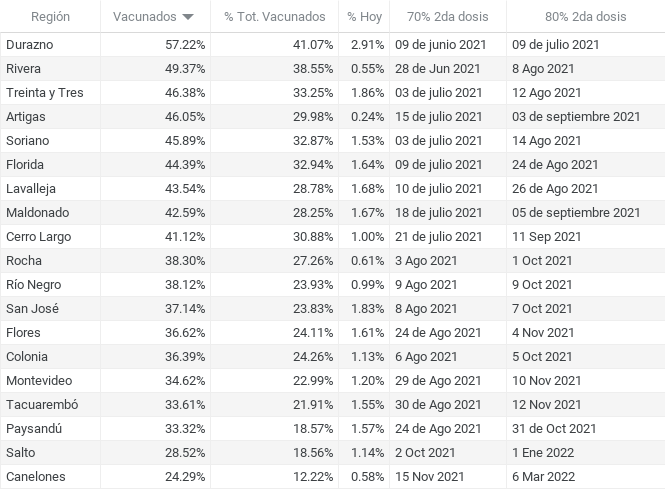 Región Vacunados % Tot. Vacunados % Hoy 70% 2da dosis 80% 2da dosis
Durazno 57.22% 41.07% 2.91% 09 de junio 2021 09 de julio 2021
Rivera 49.37% 38.55% 0.55% 28 de Jun 2021 8 Ago 2021
Treinta y Tres 46.38% 33.25% 1.86% 03 de julio 2021 12 Ago 2021
Artigas 46.05% 29.98% 0.24% 15 de julio 2021 03 de septiembre 2021
Soriano 45.89% 32.87% 1.53% 03 de julio 2021 14 Ago 2021
Florida 44.39% 32.94% 1.64% 09 de julio 2021 24 de Ago 2021
Lavalleja 43.54% 28.78% 1.68% 10 de julio 2021 26 de Ago 2021
Maldonado 42.59% 28.25% 1.67% 18 de julio 2021 05 de septiembre 2021
Cerro Largo 41.12% 30.88% 1.00% 21 de julio 2021 11 Sep 2021
Rocha 38.30% 27.26% 0.61% 3 Ago 2021 1 Oct 2021
Río Negro 38.12% 23.93% 0.99% 9 Ago 2021 9 Oct 2021
San José 37.14% 23.83% 1.83% 8 Ago 2021 7 Oct 2021
Flores 36.62% 24.11% 1.61% 24 de Ago 2021 4 Nov 2021
Colonia 36.39% 24.26% 1.13% 6 Ago 2021 5 Oct 2021
Montevideo 34.62% 22.99% 1.20% 29 de Ago 2021 10 Nov 2021
Tacuarembó 33.61% 21.91% 1.55% 30 de Ago 2021 12 Nov 2021
Paysandú 33.32% 18.57% 1.57% 24 de Ago 2021 31 de Oct 2021
Salto 28.52% 18.56% 1.14% 2 Oct 2021 1 Ene 2022
Canelones 24.29% 12.22% 0.58% 15 Nov 2021 6 Mar 2022